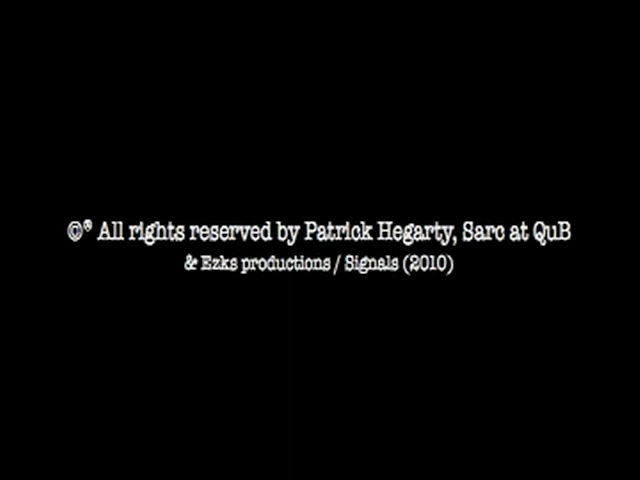 ©® All rights reserved by Patrick Hegarty, Sarc at QuB
& Ezks productions / Signals (2010)